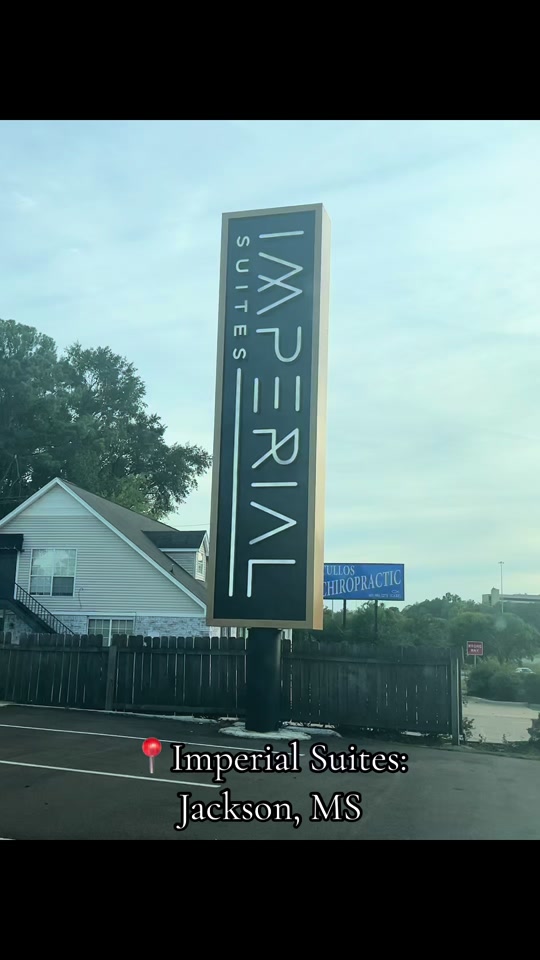 IMPERIAL
SUITES
TULLOS
CHIROPRACTIC
📍 Imperial Suites:
Jackson, MS